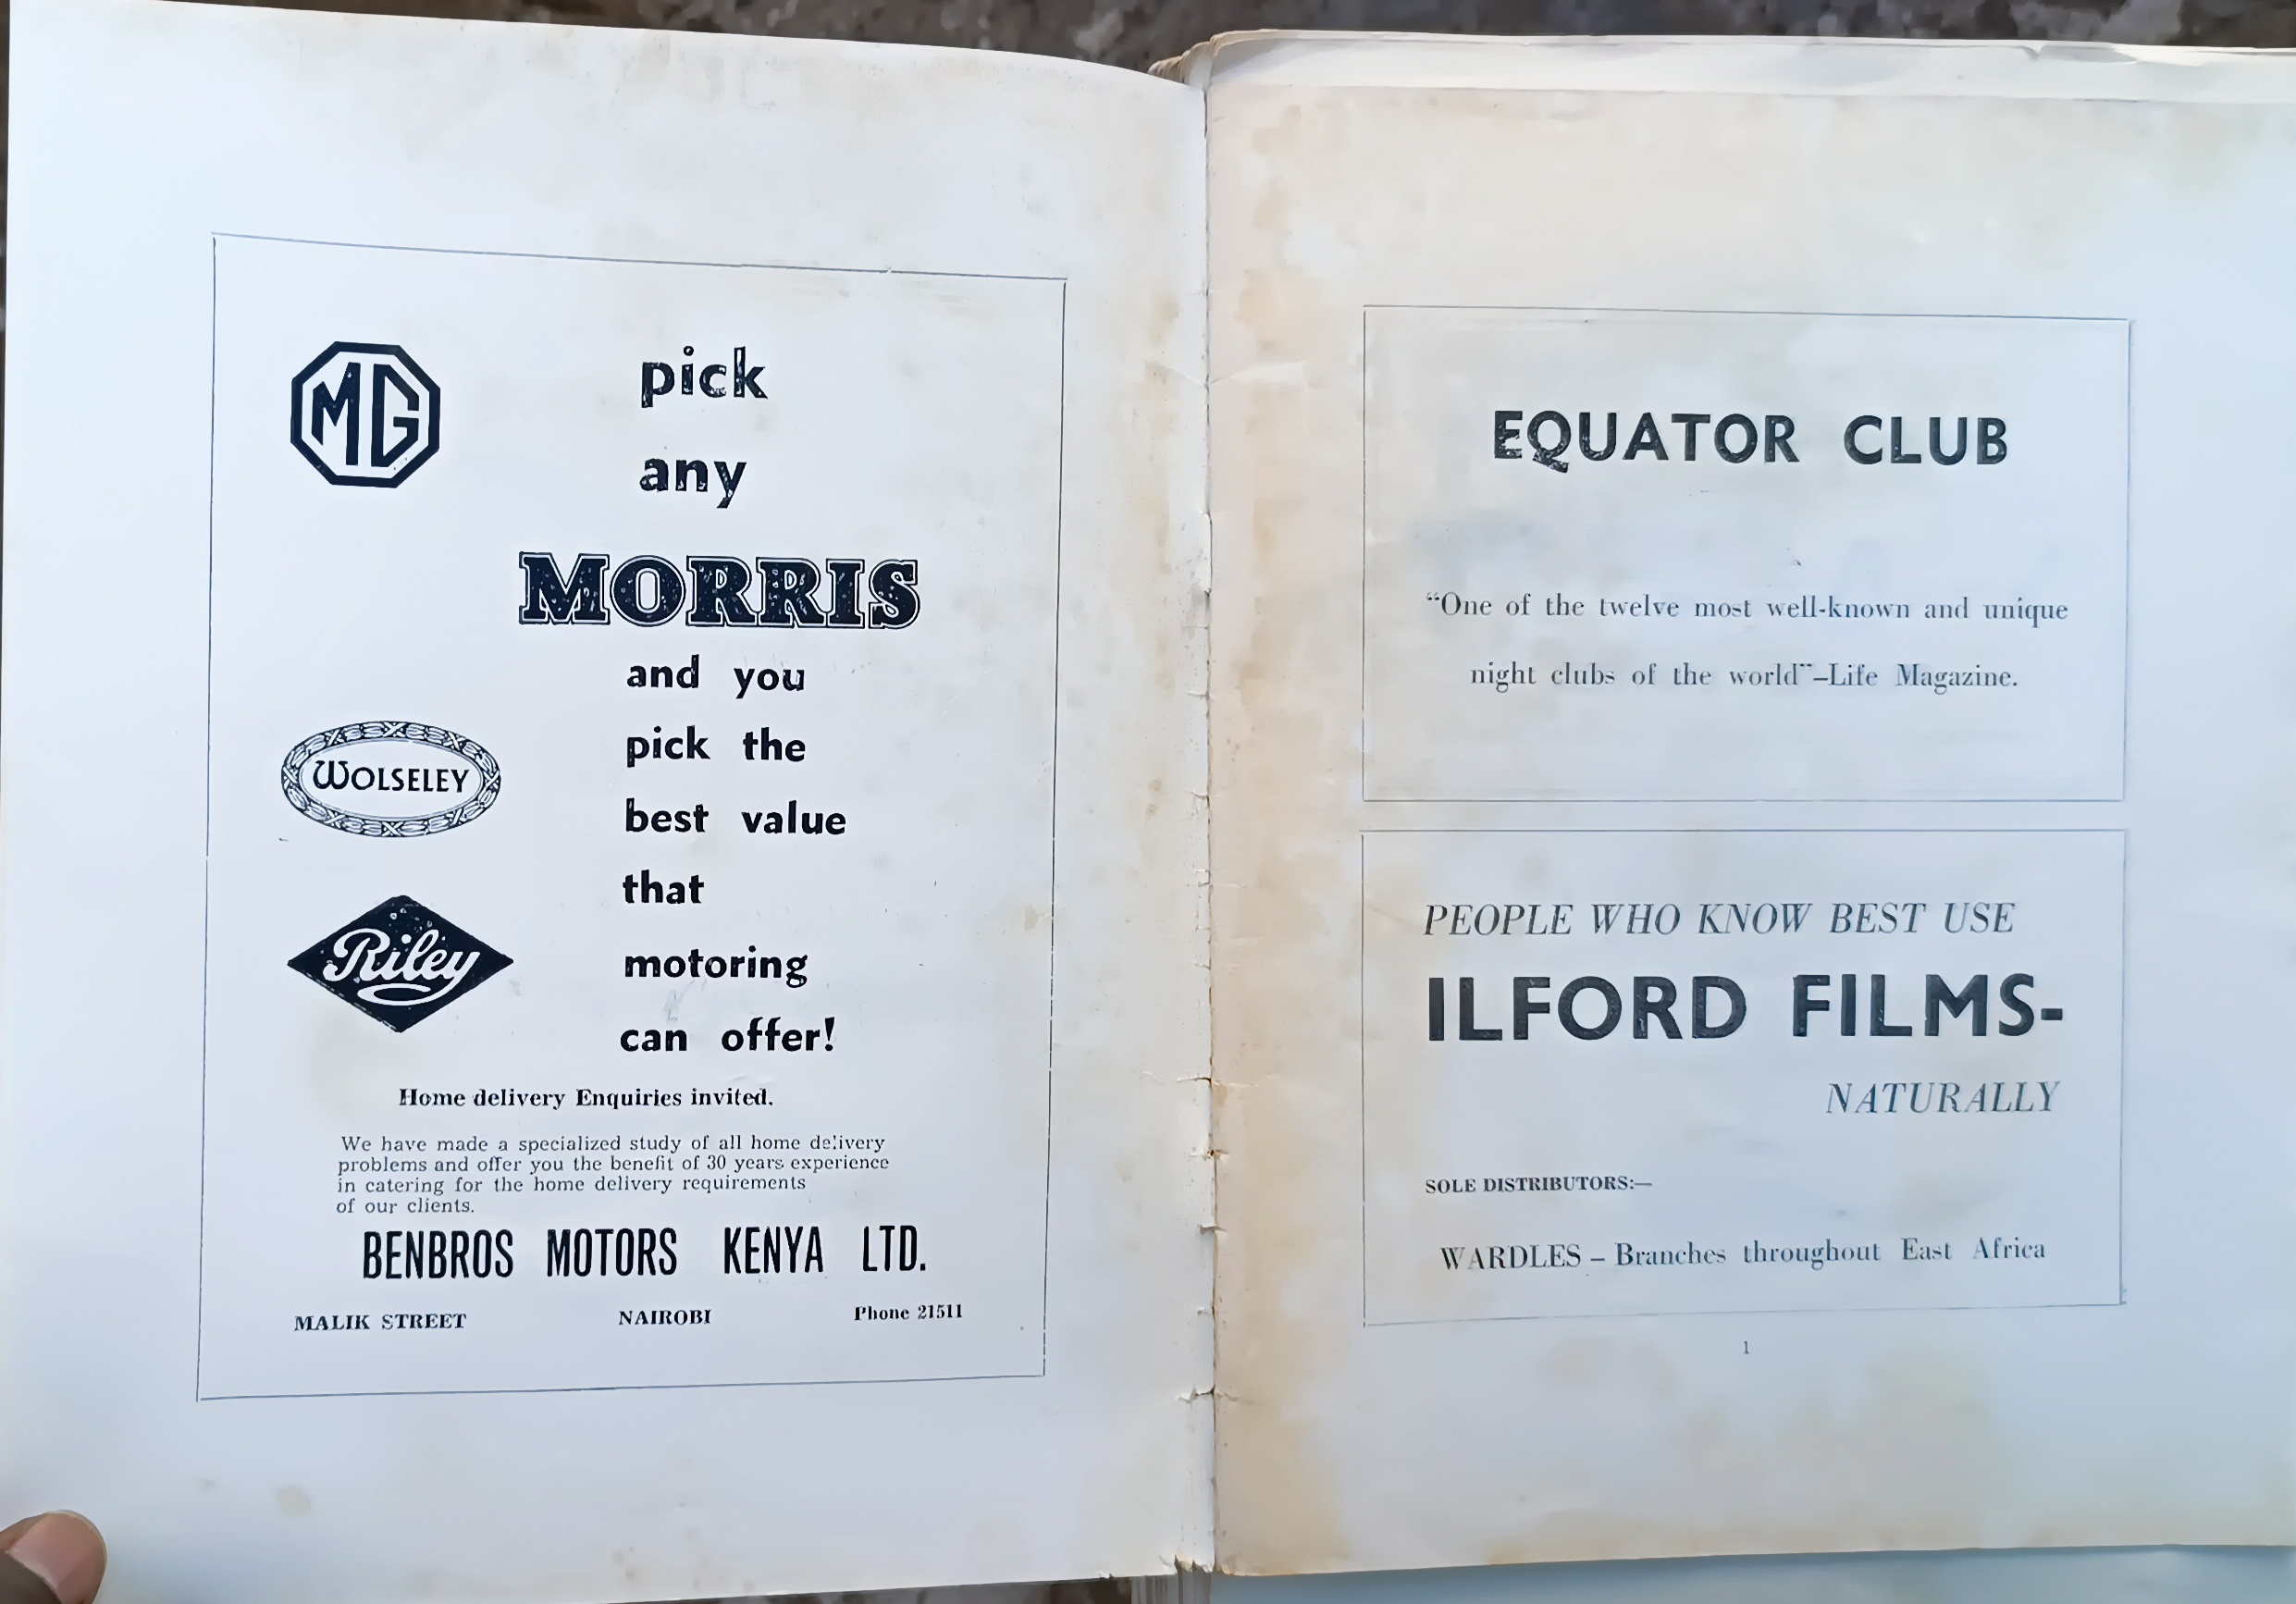 MG
pick
any
MORRIS
and you
pick the
WOLSELEY
best value
that
Riley
motoring
can offer!
Home delivery Enquiries invited.
We have made a specialized study of all home delivery
problems and offer you the benefit of 30 years experience
in catering for the home delivery requirements
of our clients.
BENBROS MOTORS KENYA LTD.
MALIK STREET NAIROBI Phone 21511
EQUATOR CLUB
“One of the twelve most well-known and unique
night clubs of the world”–Life Magazine.
PEOPLE WHO KNOW BEST USE
ILFORD FILMS-
NATURALLY
SOLE DISTRIBUTORS:—
WARDLES – Branches throughout East Africa
1